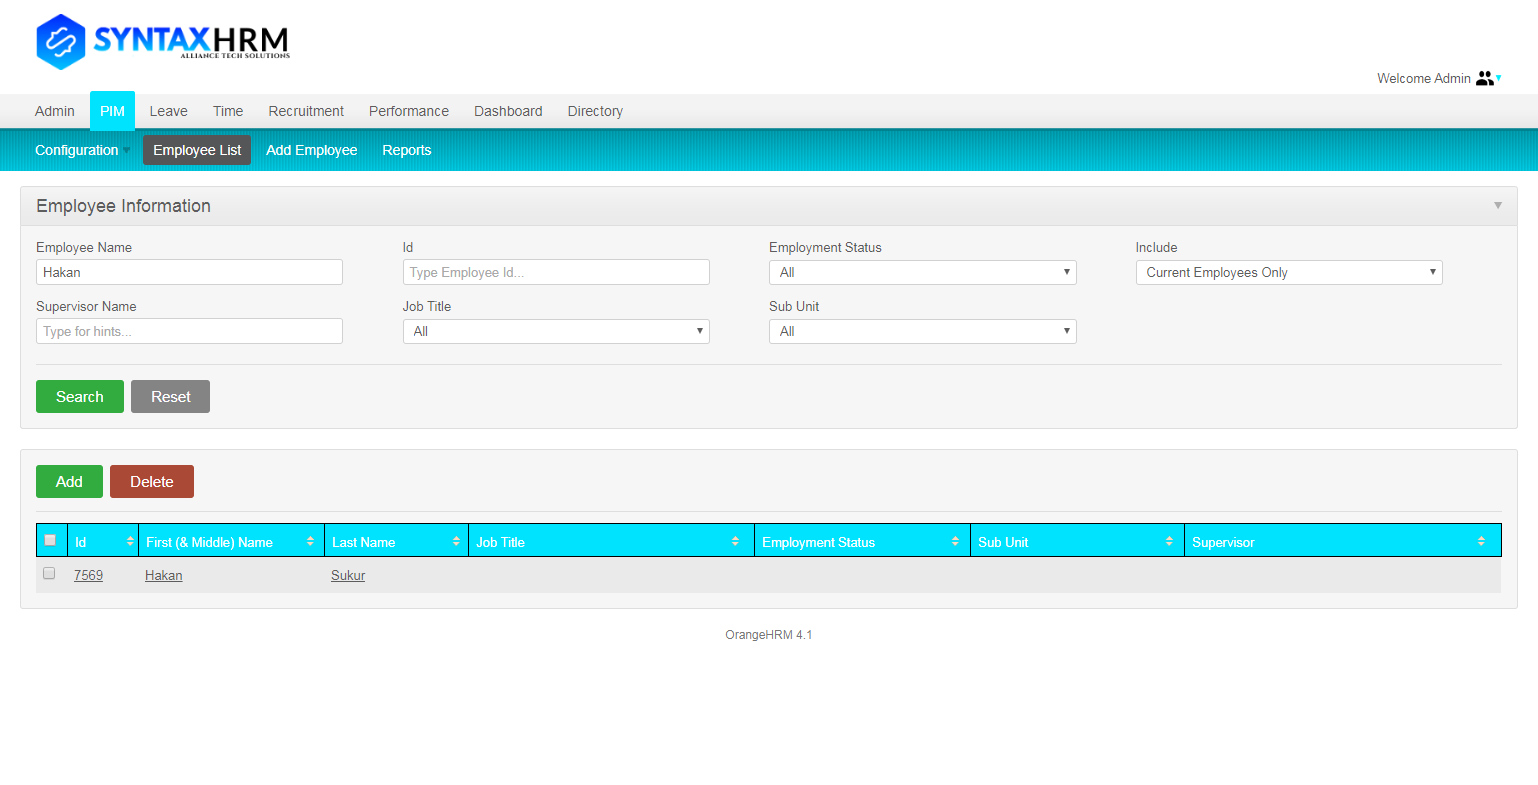 SYNTAXHRM
ALLIANCE TECH SOLUTIONS
Welcome Admin
Admin PIM Leave Time Recruitment Performance Dashboard Directory
Configuration Employee List Add Employee Reports
Employee Information
Employee Name Id Employment Status Include
Hakan Type Employee Id... All Current Employees Only
Supervisor Name Job Title Sub Unit
Type for hints... All All
Search Reset
Add Delete
Id First (& Middle) Name Last Name Job Title Employment Status Sub Unit Supervisor
7569 Hakan Sukur
OrangeHRM 4.1